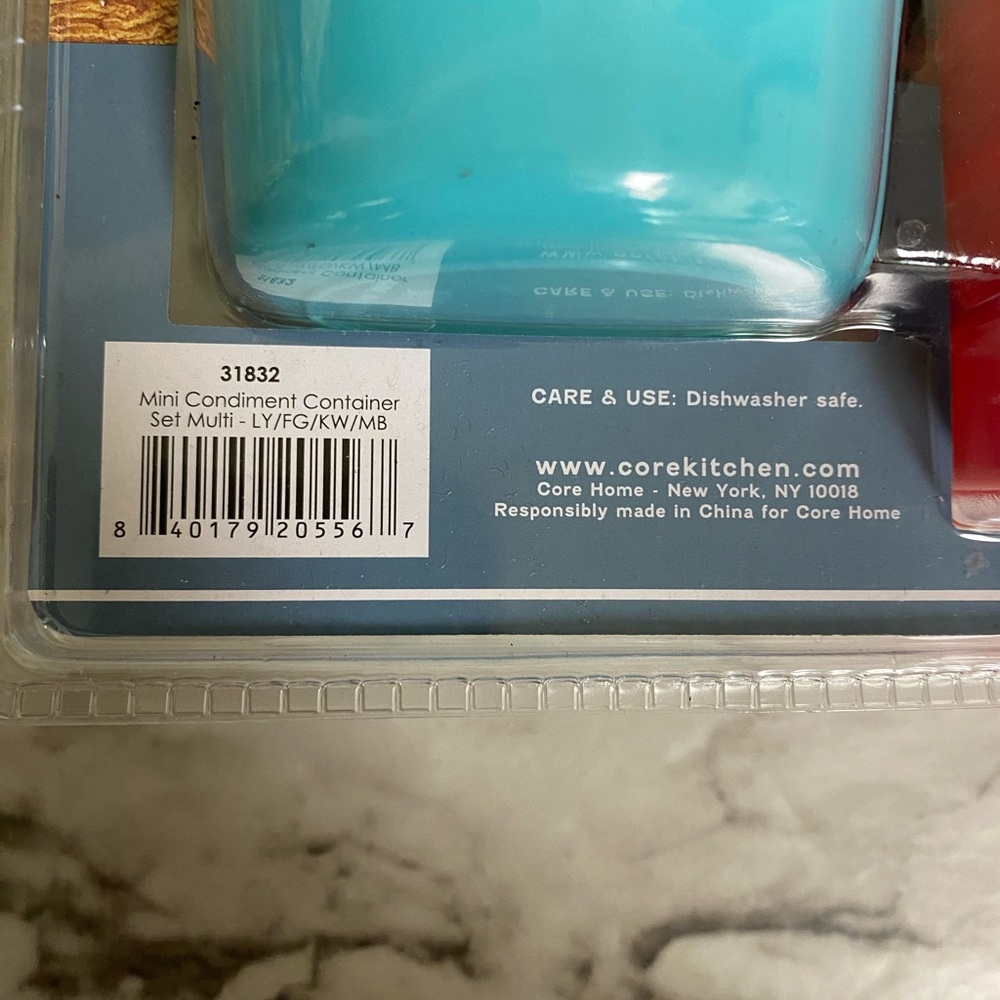 31832
Mini Condiment Container
Set Multi - LY/FG/KW/MB
8 40179 20556 7
CARE & USE: Dishwasher safe.
www.corekitchen.com
Core Home - New York, NY 10018
Responsibly made in China for Core Home